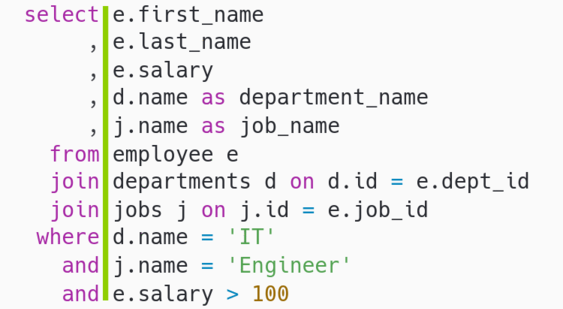 select e.first_name
     , e.last_name
     , e.salary
     , d.name as department_name
     , j.name as job_name
  from employee e
  join departments d on d.id = e.dept_id
  join jobs j on j.id = e.job_id
 where d.name = 'IT'
   and j.name = 'Engineer'
   and e.salary > 100